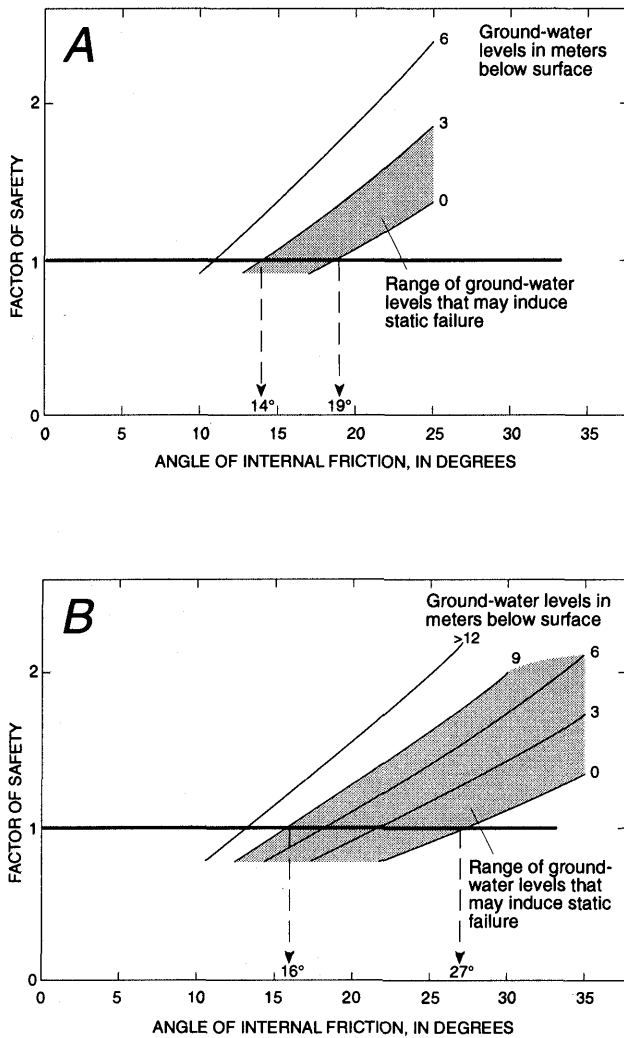 A
6
Ground-water
levels in meters
below surface
2
3
0
FACTOR OF SAFETY
1
Range of ground-water
levels that may induce
static failure
14°
19°
0
0
5
10
15
20
25
30
35
ANGLE OF INTERNAL FRICTION, IN DEGREES
B
Ground-water levels in
meters below surface
>12
9
6
2
3
0
FACTOR OF SAFETY
1
Range of ground-
water levels that
may induce static
failure
16°
27°
0
0
5
10
15
20
25
30
35
ANGLE OF INTERNAL FRICTION, IN DEGREES